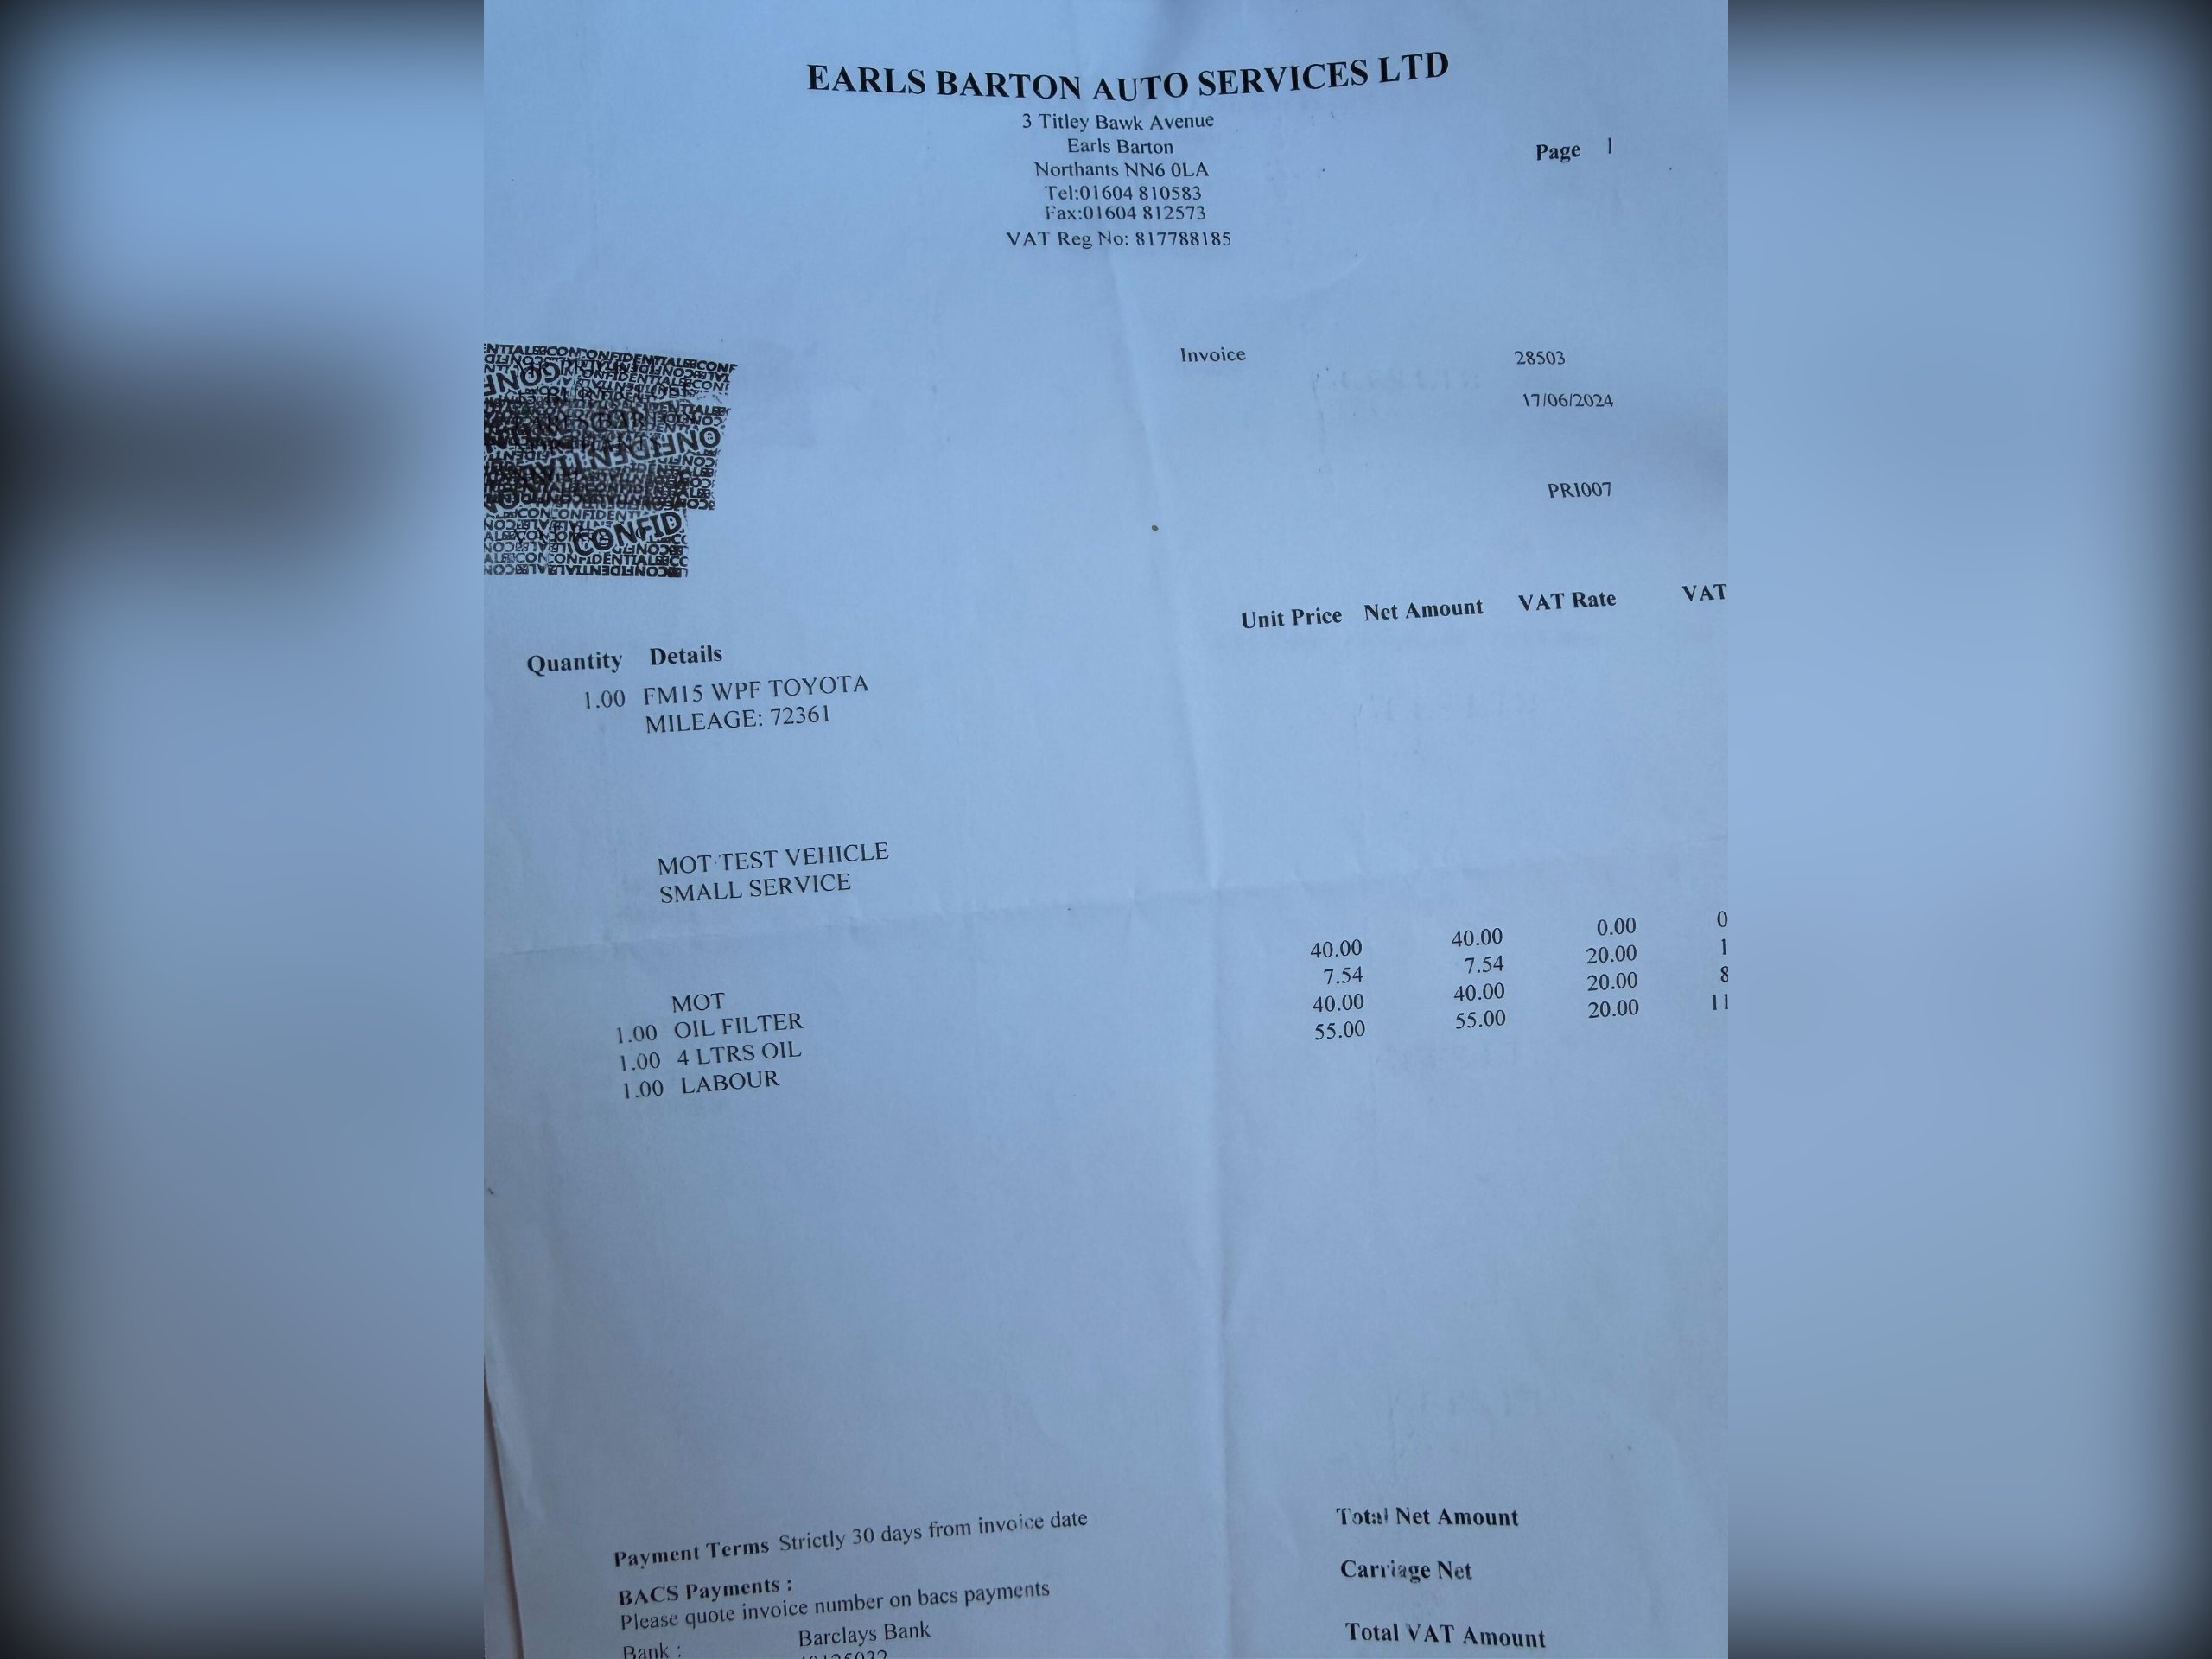 EARLS BARTON AUTO SERVICES LTD
3 Titley Bawk Avenue
Earls Barton
Northants NN6 0LA
Tel:01604 810583
Fax:01604 812573
VAT Reg No: 817788185
Page 1
Invoice 28503
17/06/2024
PRI007
CONFIDENTIAL
CONFID
Quantity Details Unit Price Net Amount VAT Rate VAT
1.00 FM15 WPF TOYOTA
MILEAGE: 72361
MOT TEST VEHICLE
SMALL SERVICE
MOT 40.00 40.00 0.00 0
1.00 OIL FILTER 7.54 7.54 20.00 1
1.00 4 LTRS OIL 40.00 40.00 20.00 8
1.00 LABOUR 55.00 55.00 20.00 11
Payment Terms Strictly 30 days from invoice date
BACS Payments :
Please quote invoice number on bacs payments
Bank : Barclays Bank
Total Net Amount
Carriage Net
Total VAT Amount